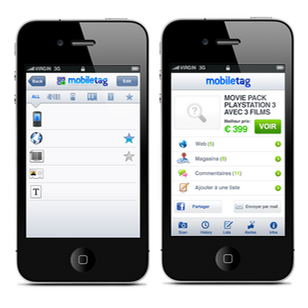 VIRGIN 3G
Back
mobiletag
Edit
ALL
T
VIRGIN 3G
mobiletag
MOVIE PACK
PLAYSTATION 3
AVEC 3 FILMS
Meilleur prix:
€ 399
VOIR
Web (5)
Magasins (0)
Commentaires (11)
Ajouter à une liste
Partager
Envoyer par mail
Scan
History
Lists
Infos